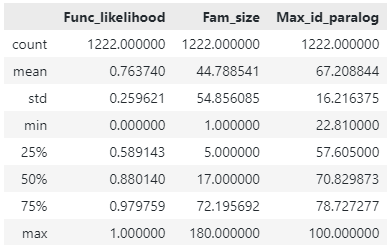 Func_likelihood Fam_size Max_id_paralog
count 1222.000000 1222.000000 1222.000000
mean 0.763740 44.788541 67.208844
std 0.259621 54.856085 16.216375
min 0.000000 1.000000 22.810000
25% 0.589143 5.000000 57.605000
50% 0.880140 17.000000 70.829873
75% 0.979759 72.195692 78.727277
max 1.000000 180.000000 100.000000